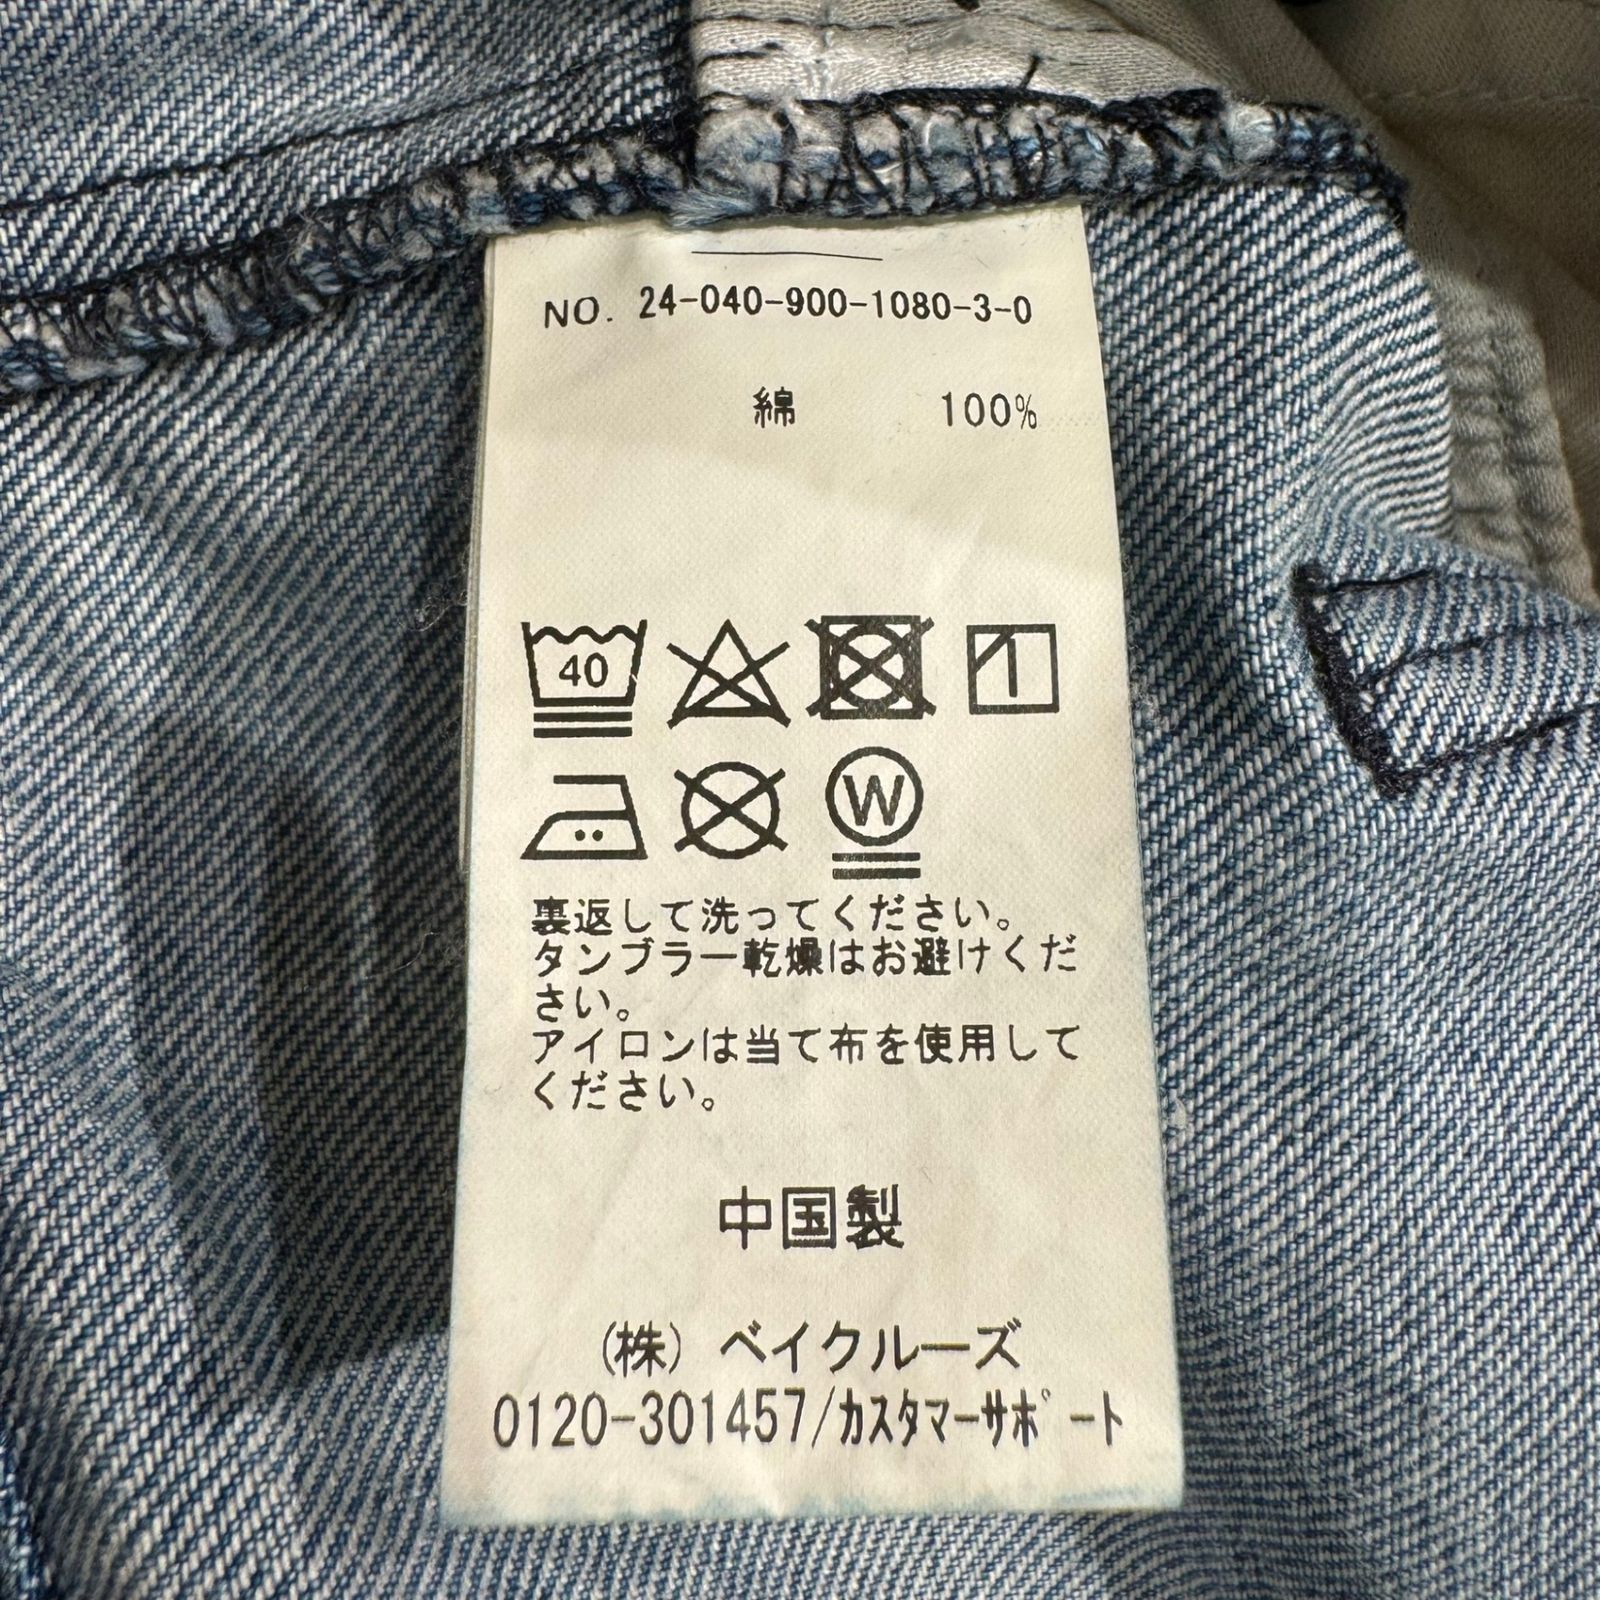 NO. 24-040-900-1080-3-0
綿 100%
40
W
裏返して洗ってください。
タンブラー乾燥はお避けくだ
さい。
アイロンは当て布を使用して
ください。
中国製
(株) ベイクルーズ
0120-301457/カスタマーサポート